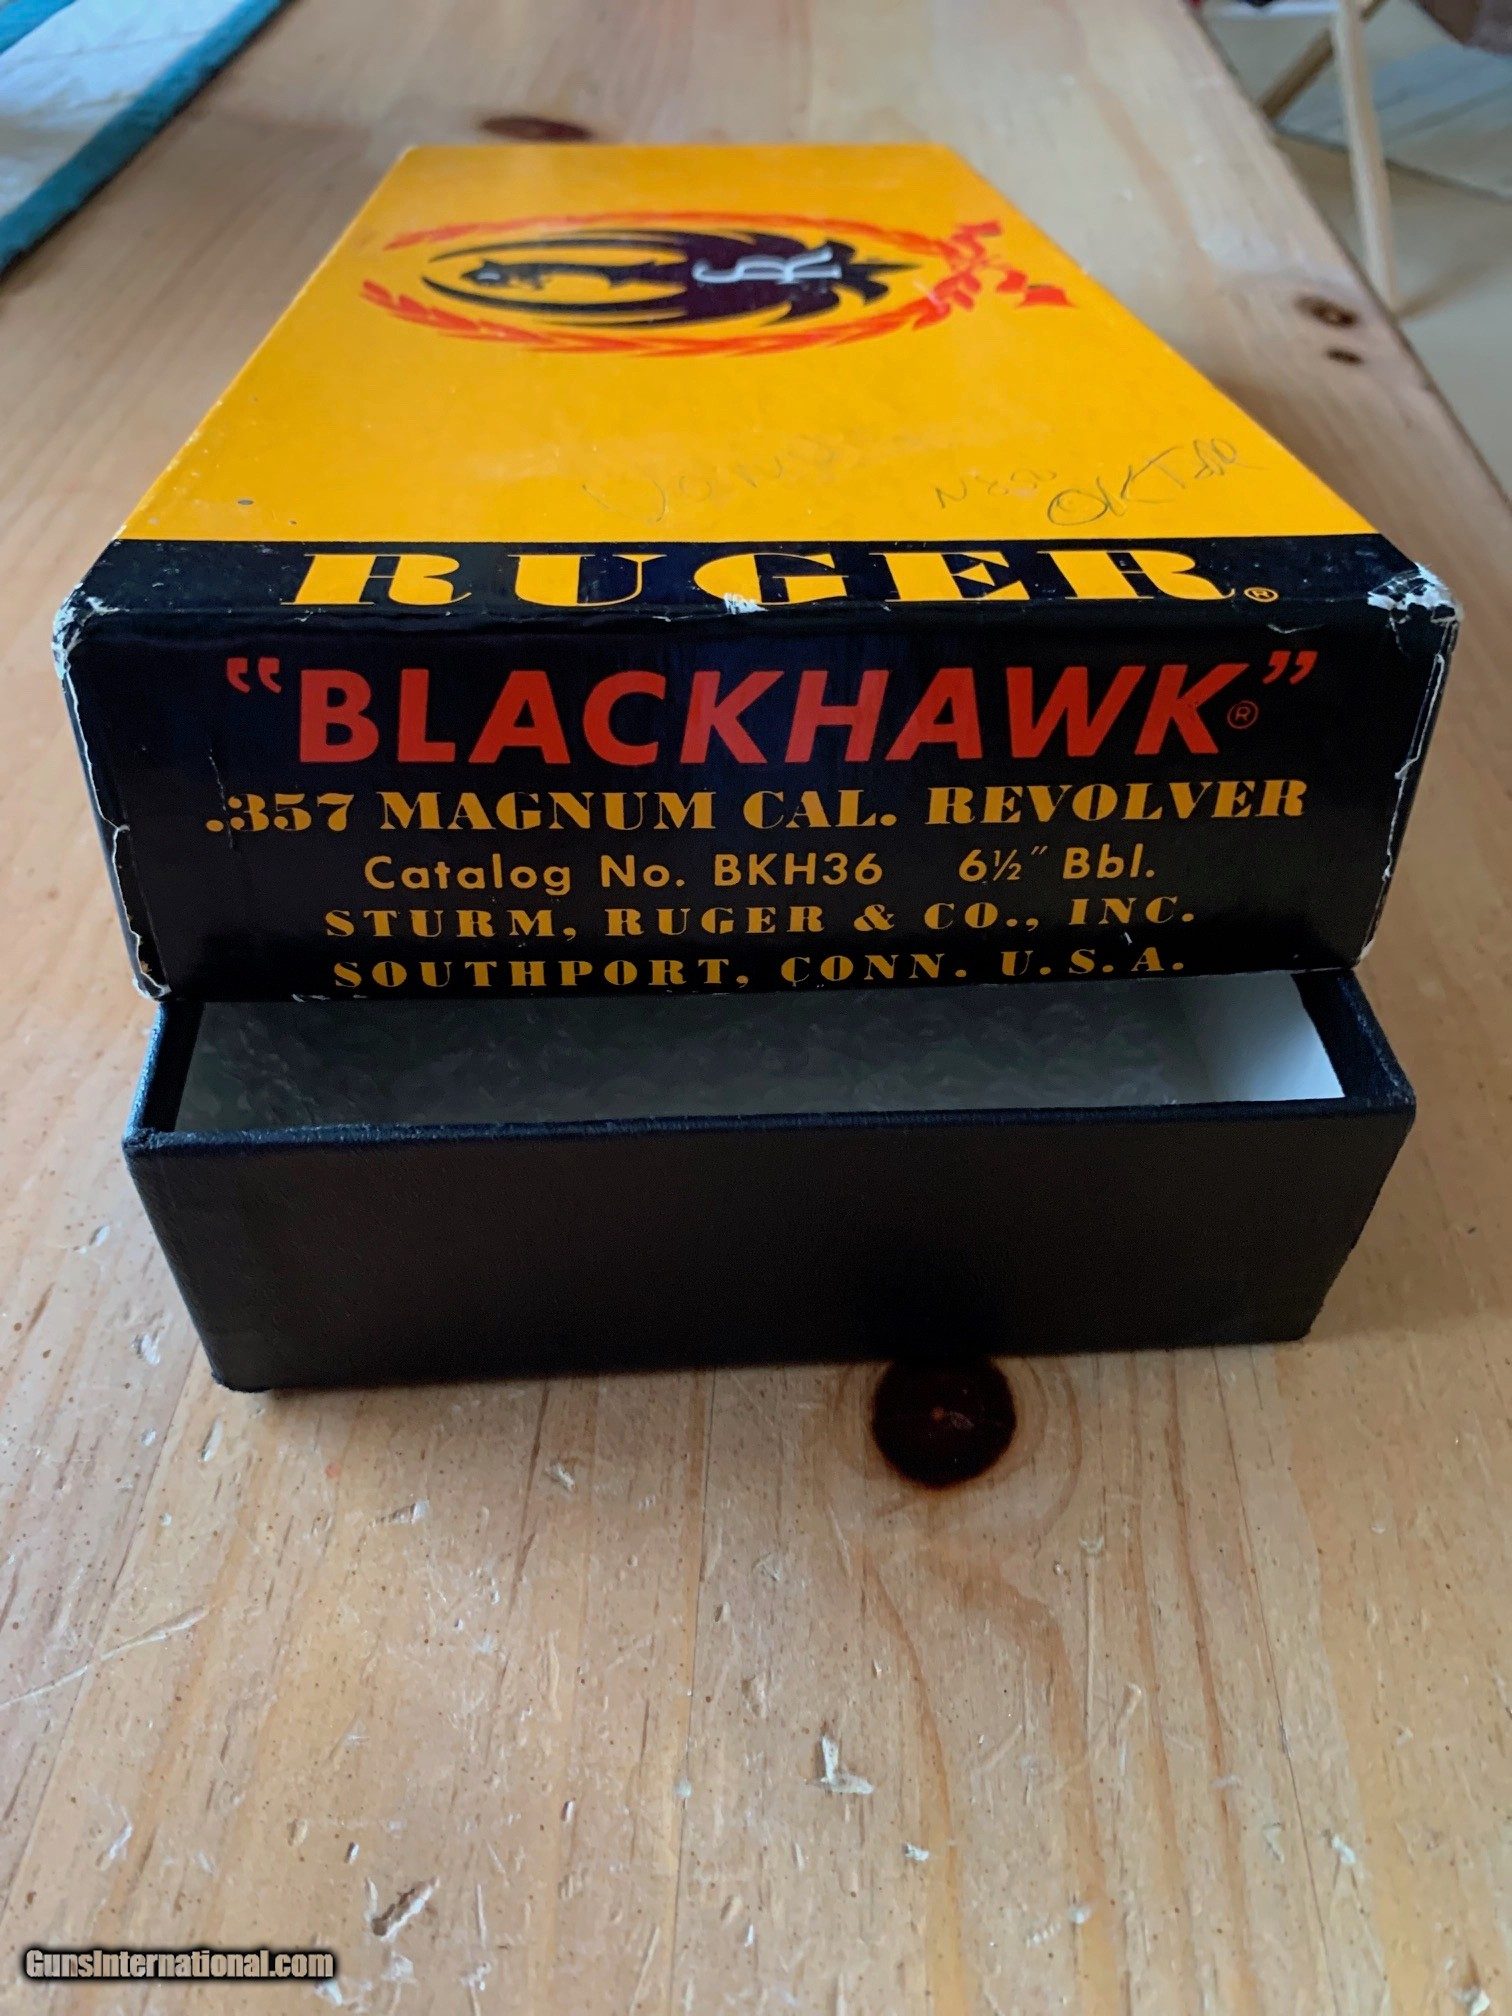 SR
RUGER®
"BLACKHAWK®"
.357 MAGNUM CAL. REVOLVER
Catalog No. BKH36 6½" Bbl.
STURM, RUGER & CO., INC.
SOUTHPORT, CONN. U.S.A.
GunsInternational.com